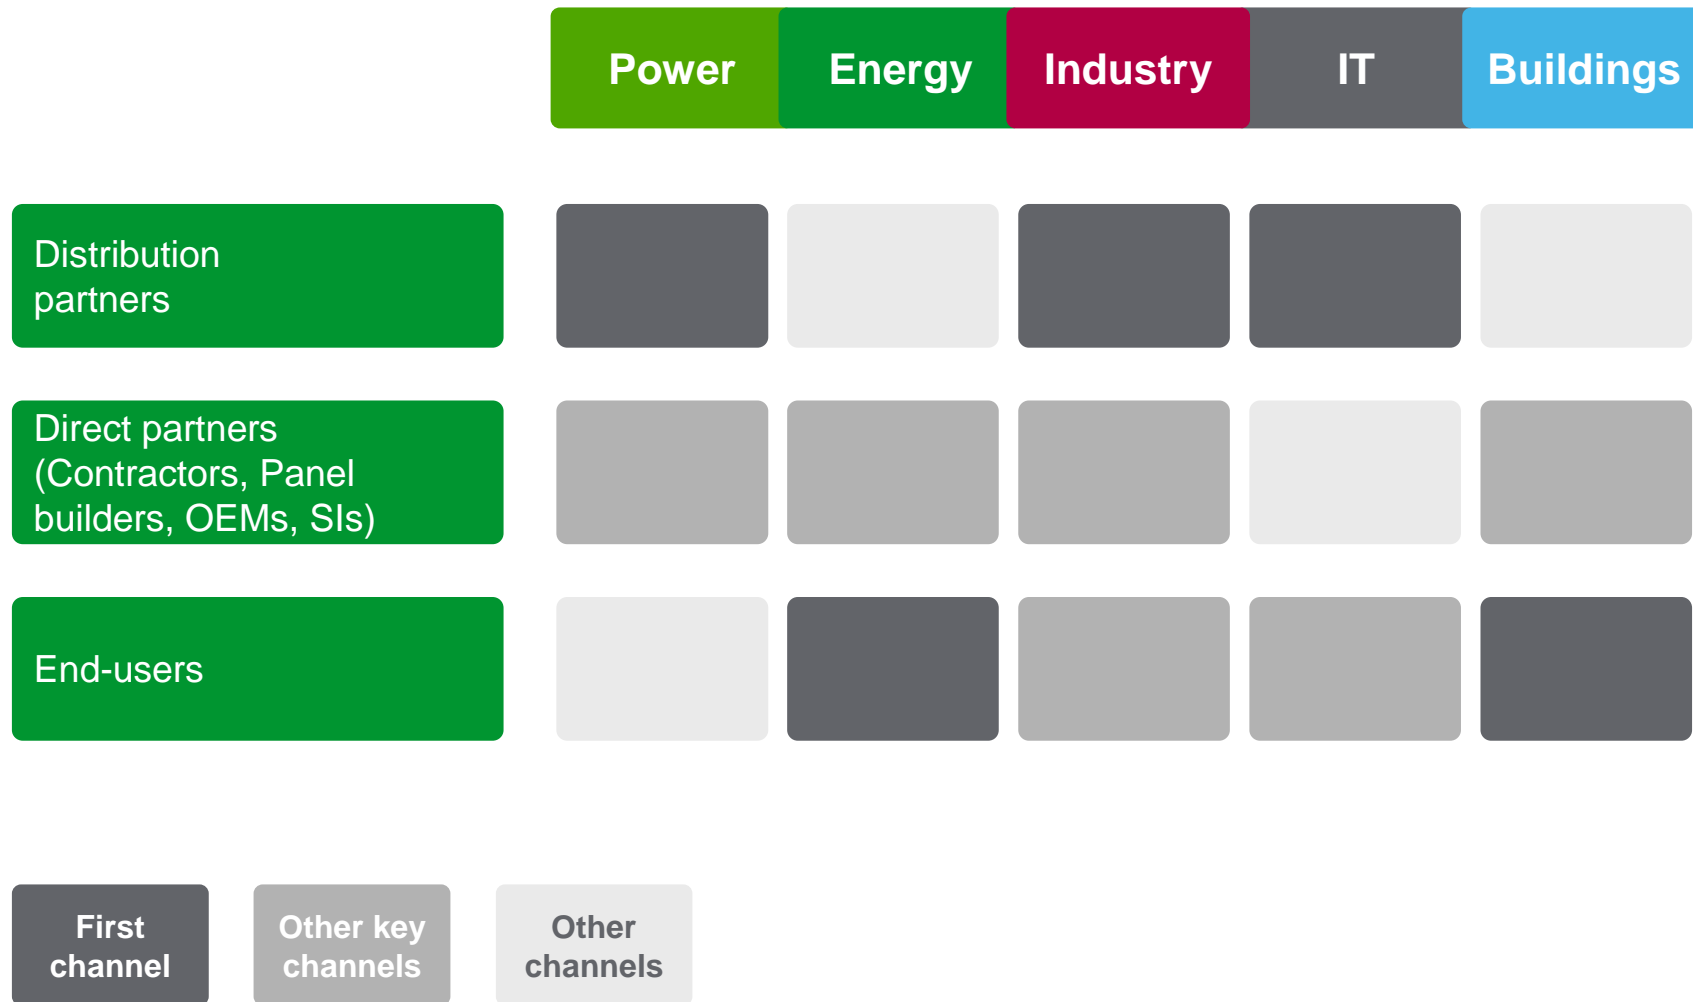 Power Energy Industry IT Buildings
Distribution
partners
Direct partners
(Contractors, Panel
builders, OEMs, SIs)
End-users
First
channel
Other key
channels
Other
channels